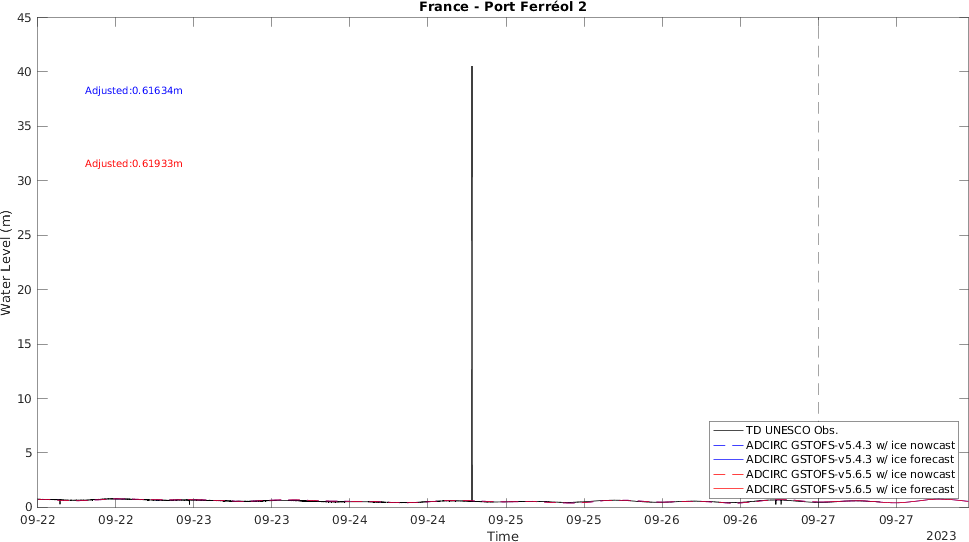 France - Port Ferréol 2
45
40
35
30
25
20
15
10
5
0
Water Level (m)
Adjusted:0.61634m
Adjusted:0.61933m
TD UNESCO Obs.
ADCIRC GSTOFS-v5.4.3 w/ ice nowcast
ADCIRC GSTOFS-v5.4.3 w/ ice forecast
ADCIRC GSTOFS-v5.6.5 w/ ice nowcast
ADCIRC GSTOFS-v5.6.5 w/ ice forecast
09-22 09-22 09-23 09-23 09-24 09-24 09-25 09-25 09-26 09-26 09-27 09-27
Time
2023